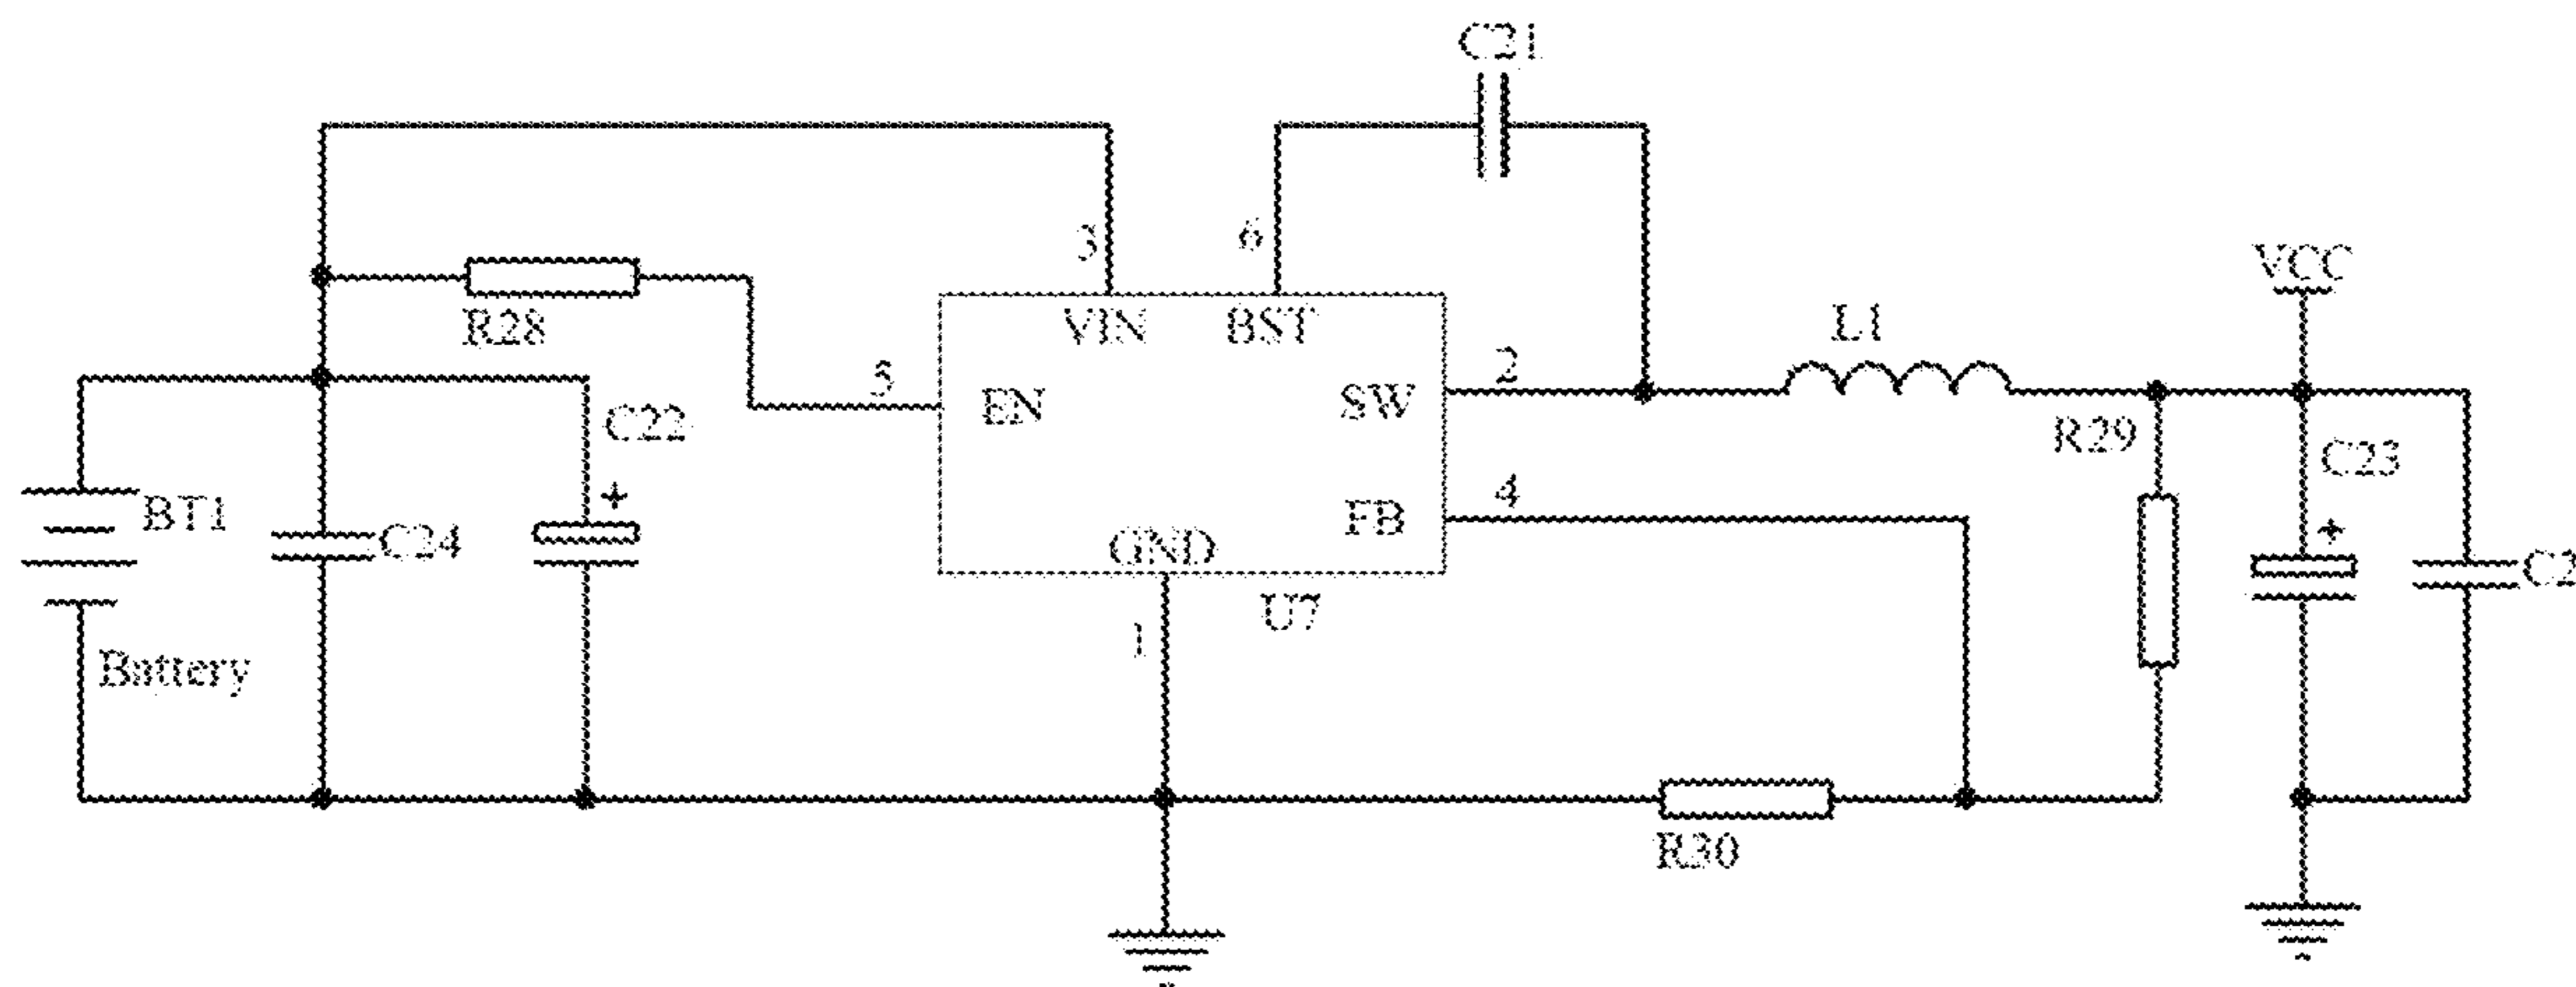 C21
3
6
VCC
R28
VIN
BST
L1
5
2
EN
SW
C22
+
R29
C23
4
BT1
C24
FB
+
GND
U7
1
Battery
R30